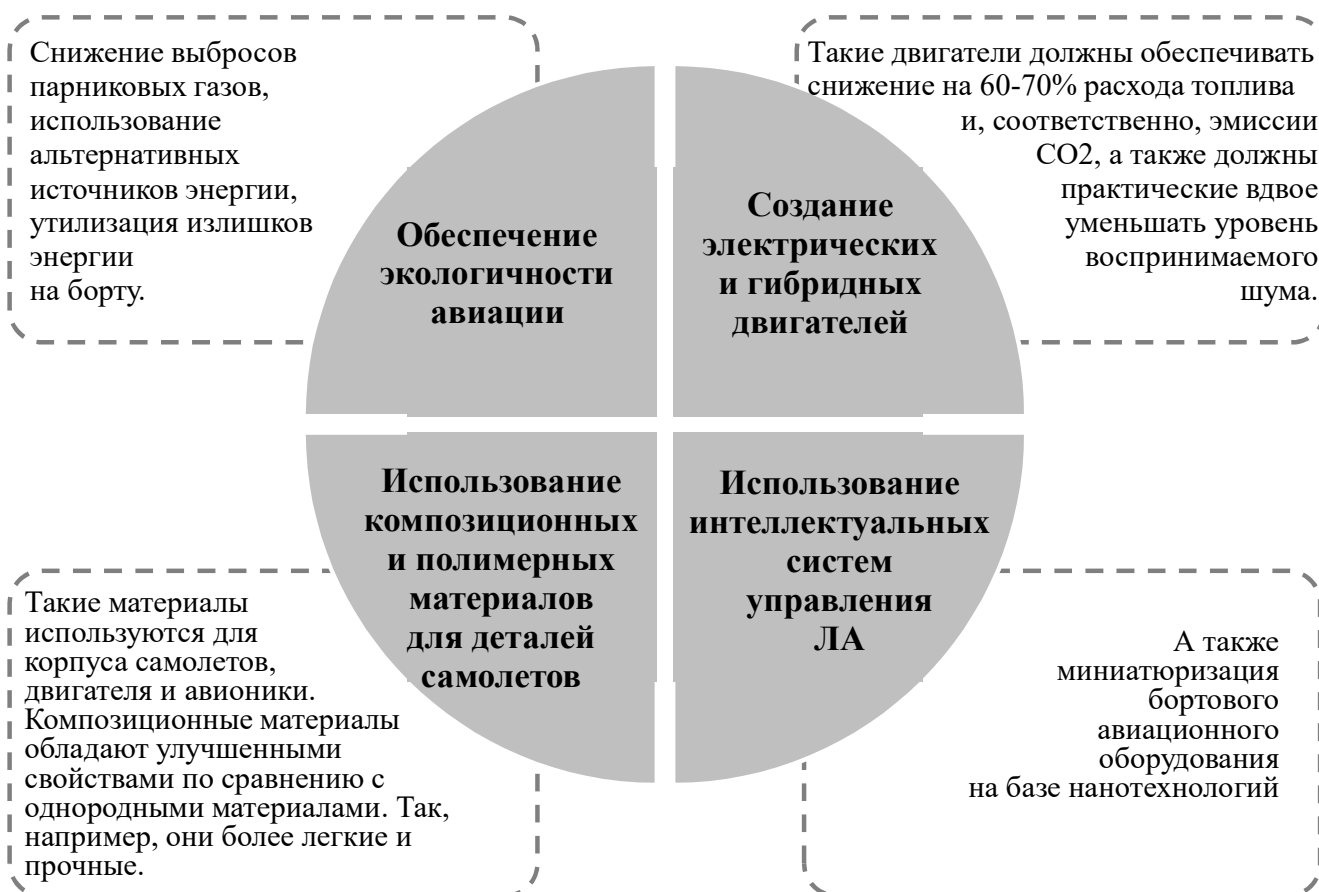 Снижение выбросов
парниковых газов,
использование
альтернативных
источников энергии,
утилизация излишков
энергии
на борту.
Обеспечение
экологичности
авиации
Такие двигатели должны обеспечивать
снижение на 60-70% расхода топлива
и, соответственно, эмиссии
CO2, а также должны
практические вдвое
уменьшать уровень
воспринимаемого
шума.
Создание
электрических
и гибридных
двигателей
Использование
композиционных
и полимерных
материалов
для деталей
самолетов
Такие материалы
используются для
корпуса самолетов,
двигателя и авионики.
Композиционные материалы
обладают улучшенными
свойствами по сравнению с
однородными материалами. Так,
например, они более легкие и
прочные.
Использование
интеллектуальных
систем
управления
ЛА
А также
миниатюризация
бортового
авиационного
оборудования
на базе нанотехнологий